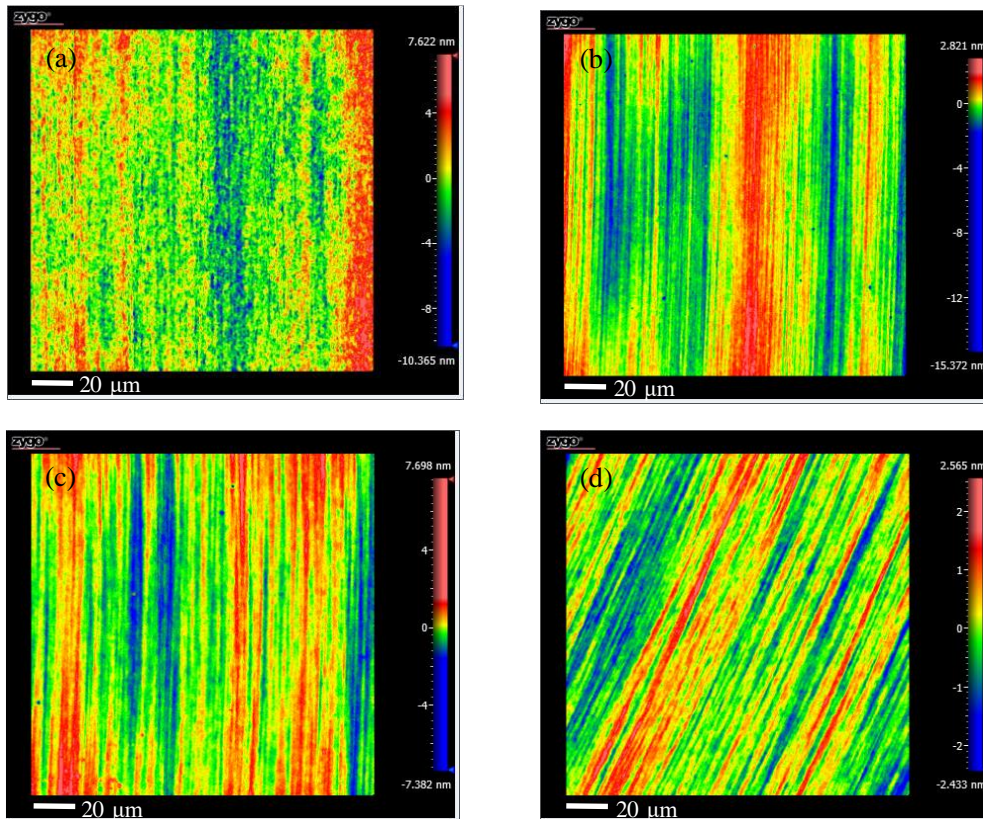 zygo®
(a)
7.622 nm
4
0
-4
-8
-10.365 nm
20 μm
zygo®
(b)
2.821 nm
0
-4
-8
-12
-15.372 nm
20 μm
zygo®
(c)
7.698 nm
4
0
-4
-7.382 nm
20 μm
zygo®
(d)
2.565 nm
2
1
0
-1
-2
-2.433 nm
20 μm